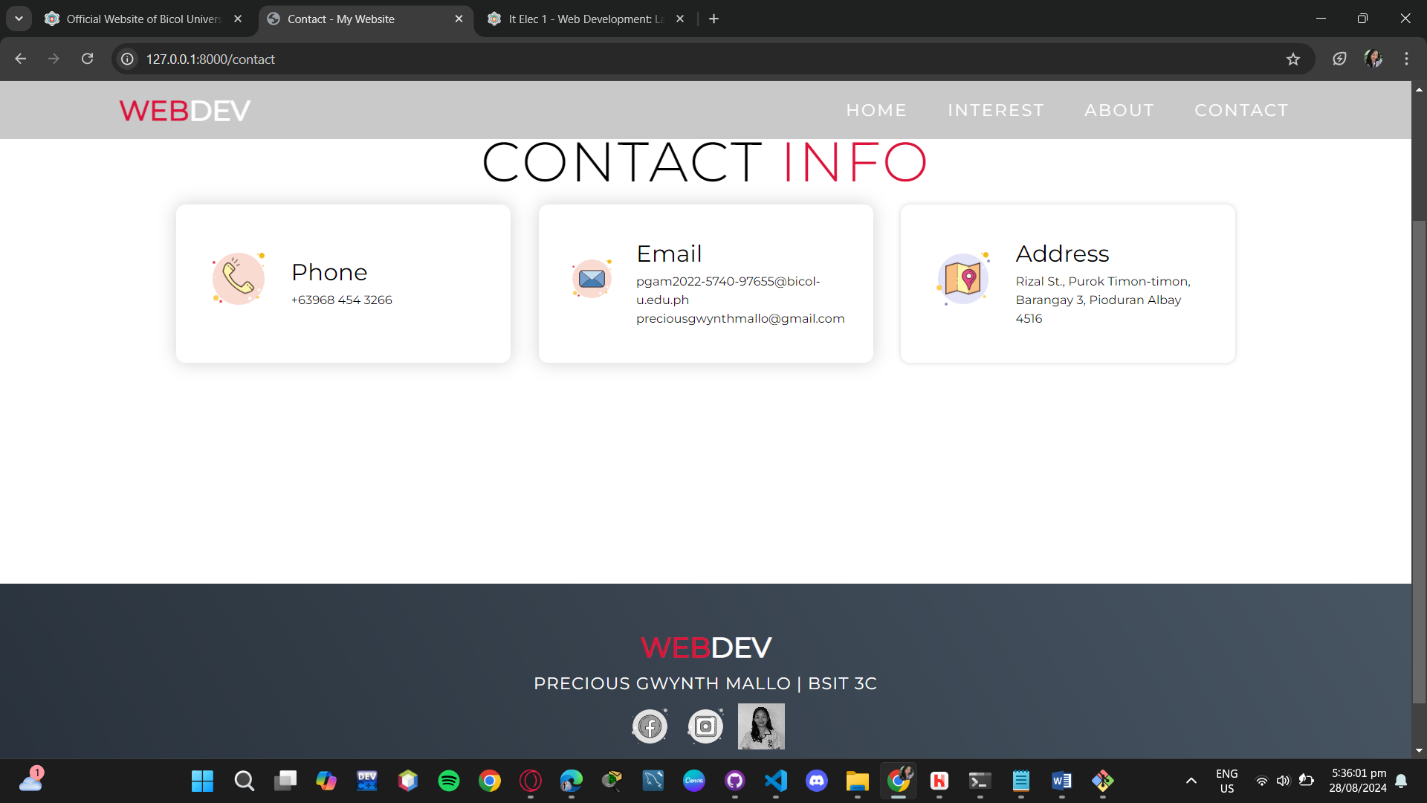 Official Website of Bicol Univers
Contact - My Website
It Elec 1 - Web Development: La
127.0.0.1:8000/contact
WEBDEV
HOME
INTEREST
ABOUT
CONTACT
CONTACT INFO
Phone
+63968 454 3266
Email
pgam2022-5740-97655@bicol-
u.edu.ph
preciousgwynthmallo@gmail.com
Address
Rizal St., Purok Timon-timon,
Barangay 3, Pioduran Albay
4516
WEBDEV
PRECIOUS GWYNTH MALLO | BSIT 3C
1
DEV
Canva
ENG
US
5:36:01 pm
28/08/2024